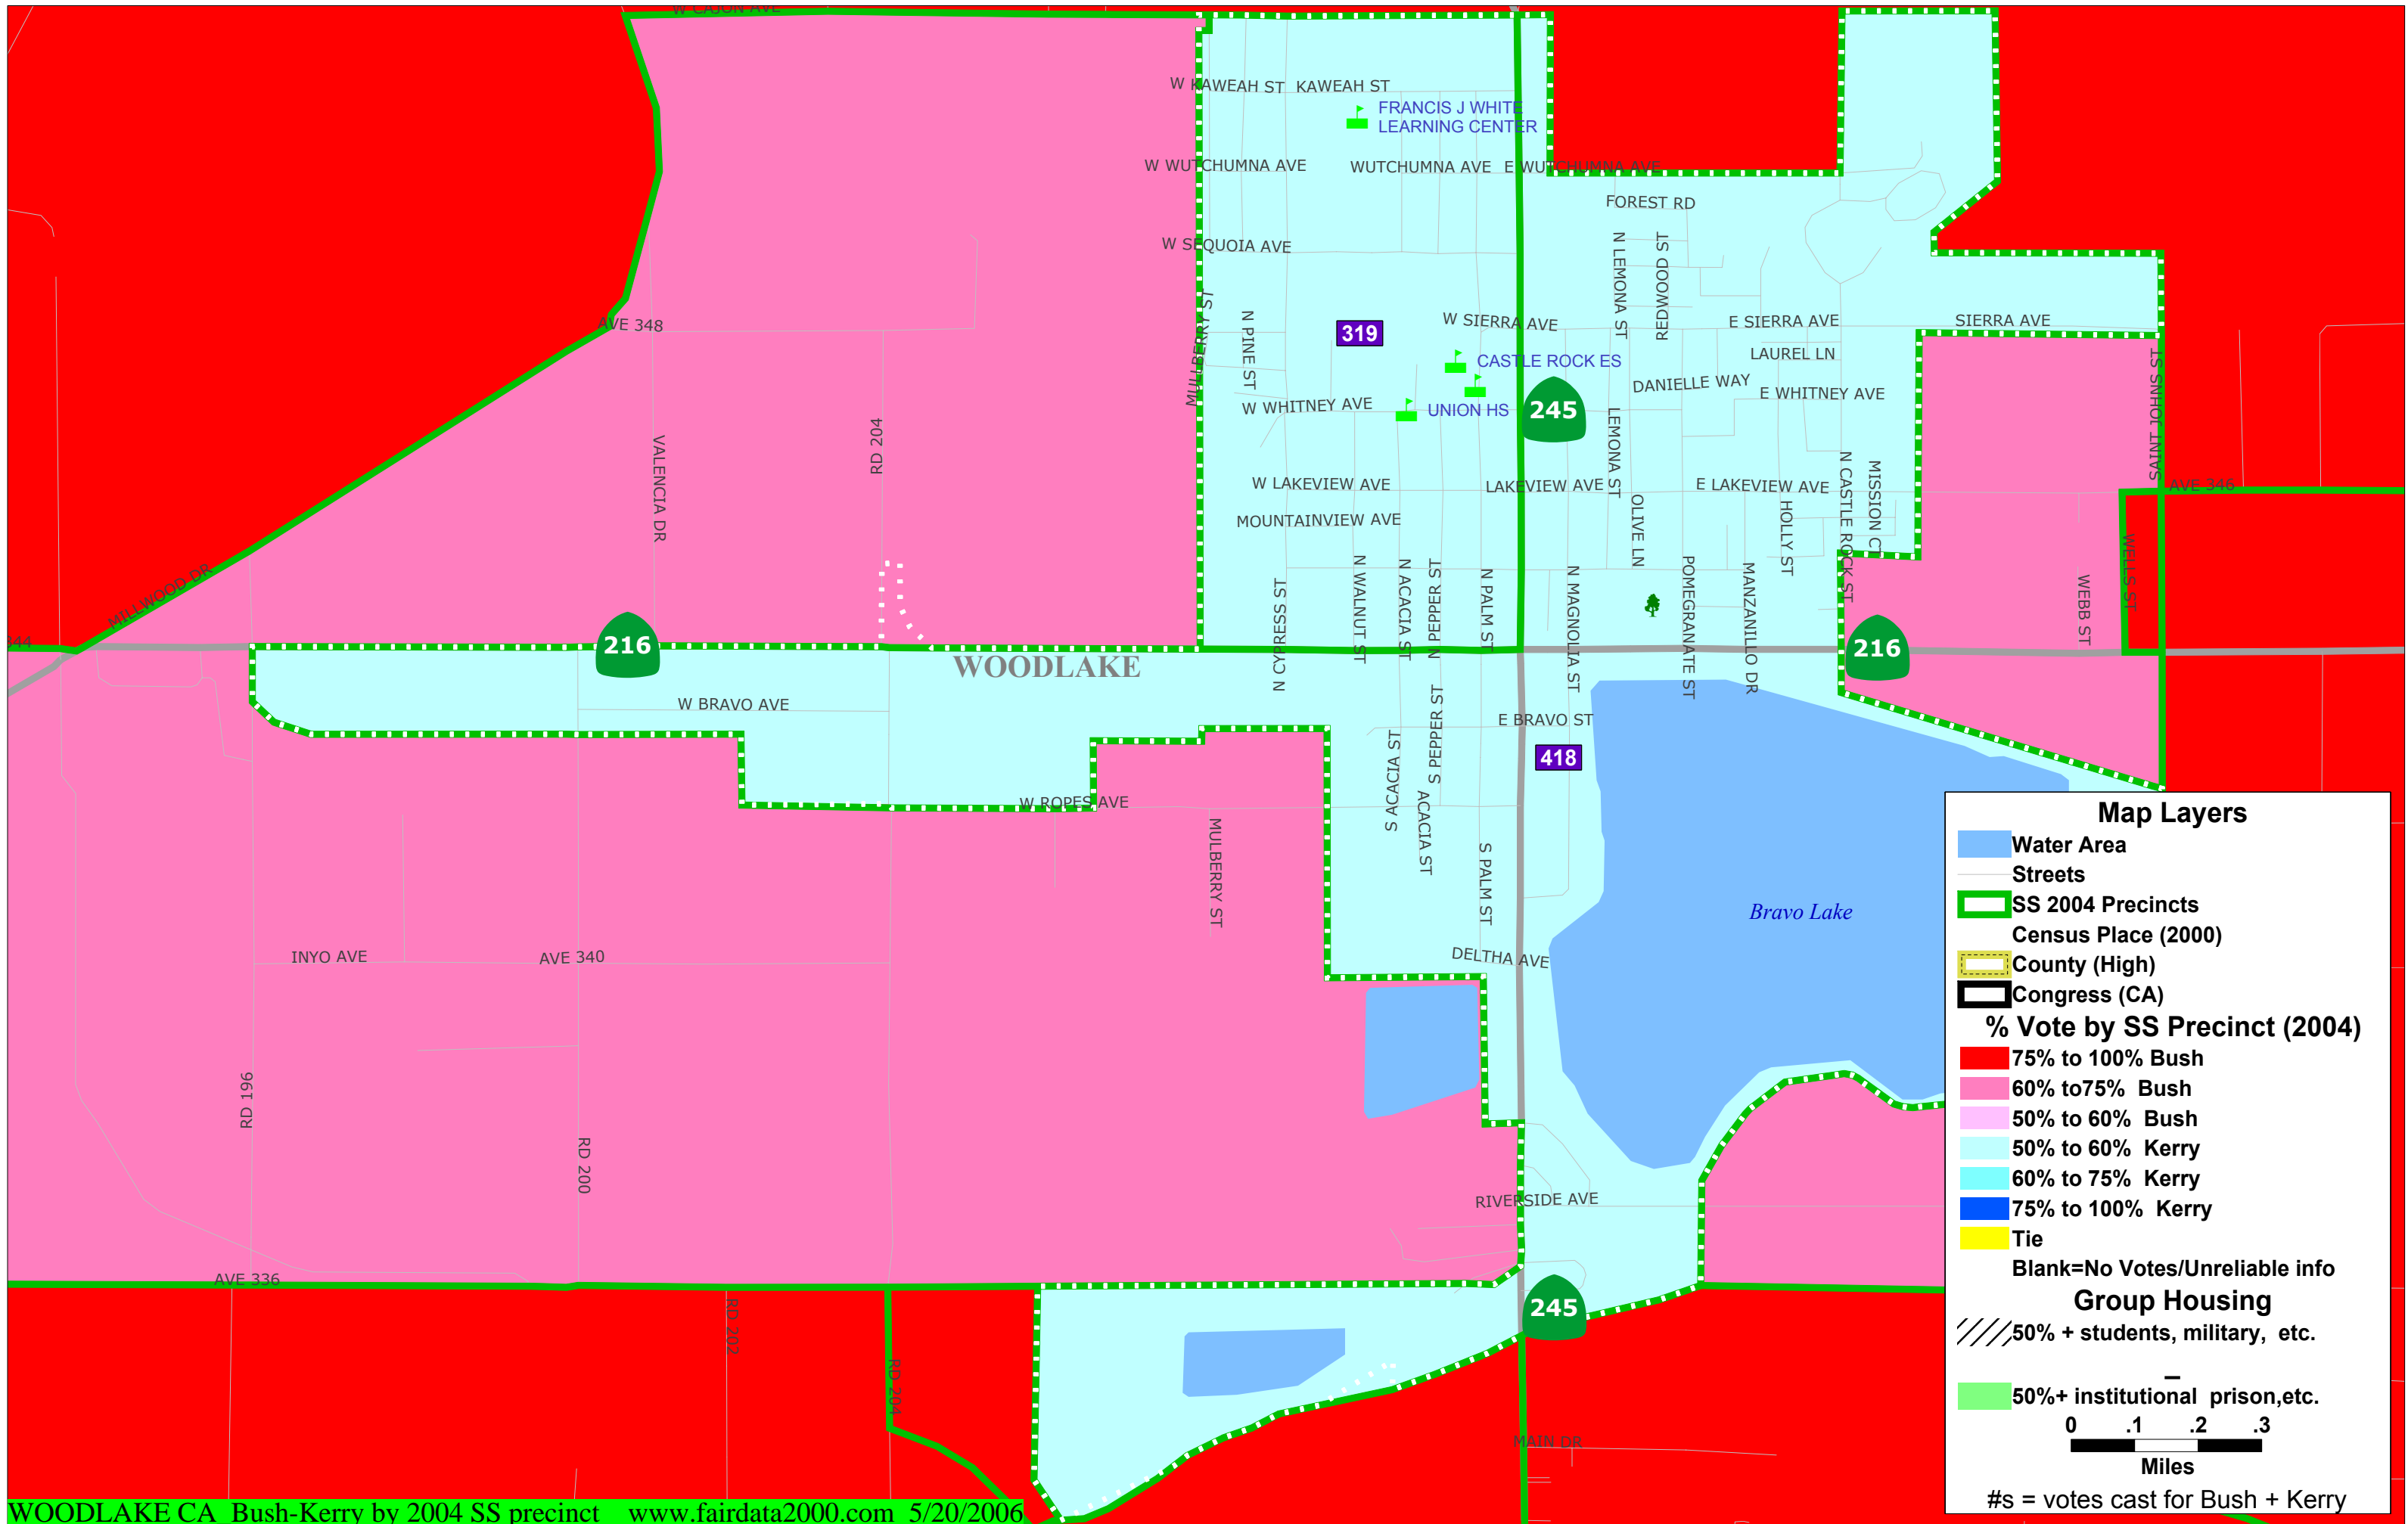 W CAJON AVE
W KAWEAH ST KAWEAH ST
FRANCIS J WHITE
LEARNING CENTER
W WUTCHUMNA AVE
WUTCHUMNA AVE
E WUTCHUMNA AVE
FOREST RD
W SEQUOIA AVE
N LEMONA ST
REDWOOD ST
MULBERRY ST
N PINE ST
AVE 348
319
W SIERRA AVE
E SIERRA AVE
SIERRA AVE
LAUREL LN
CASTLE ROCK ES
DANIELLE WAY
E WHITNEY AVE
W WHITNEY AVE
UNION HS
245
SAINT JOHNS ST
VALENCIA DR
RD 204
LEMONA ST
W LAKEVIEW AVE
LAKEVIEW AVE
E LAKEVIEW AVE
AVE 346
MOUNTAINVIEW AVE
OLIVE LN
HOLLY ST
N CASTLE ROCK ST
MISSION CT
MILLWOOD DR
N CYPRESS ST
N WALNUT ST
N ACACIA ST
N PEPPER ST
N PALM ST
N MAGNOLIA ST
POMEGRANATE ST
MANZANILLO DR
WEBB ST
WELLS ST
344
216
216
WOODLAKE
W BRAVO AVE
E BRAVO ST
S ACACIA ST
S PEPPER ST
418
W ROPES AVE
MULBERRY ST
ACACIA ST
S PALM ST
Bravo Lake
INYO AVE
AVE 340
DELTHA AVE
RD 196
RD 200
RIVERSIDE AVE
AVE 336
RD 202
RD 204
245
MAIN DR
Map Layers
Water Area
Streets
SS 2004 Precincts
Census Place (2000)
County (High)
Congress (CA)
% Vote by SS Precinct (2004)
75% to 100% Bush
60% to75% Bush
50% to 60% Bush
50% to 60% Kerry
60% to 75% Kerry
75% to 100% Kerry
Tie
Blank=No Votes/Unreliable info
Group Housing
50% + students, military, etc.
50%+ institutional prison,etc.
0 .1 .2 .3
Miles
#s = votes cast for Bush + Kerry
WOODLAKE CA Bush-Kerry by 2004 SS precinct www.fairdata2000.com 5/20/2006